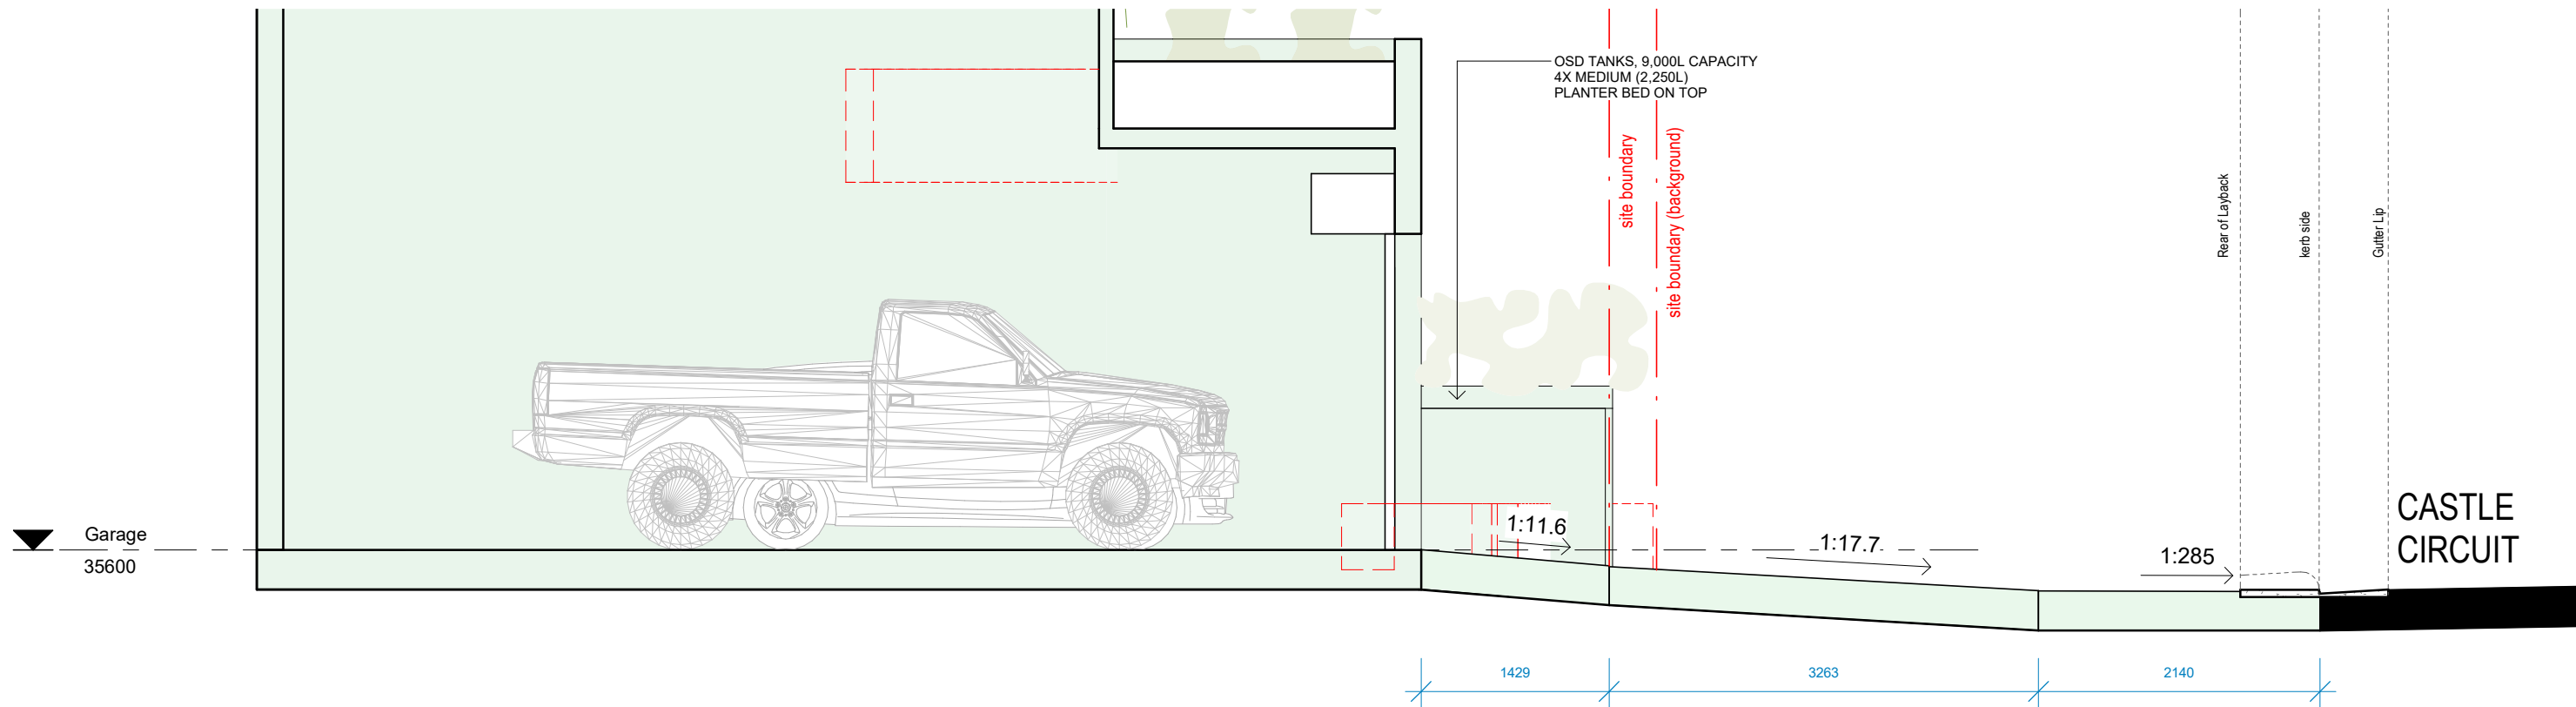 OSD TANKS, 9,000L CAPACITY
4X MEDIUM (2,250L)
PLANTER BED ON TOP
site boundary
site boundary (background)
Rear of Layback
kerb side
Gutter Lip
CASTLE
CIRCUIT
Garage
35600
1:11.6
1:17.7
1:285
1429
3263
2140